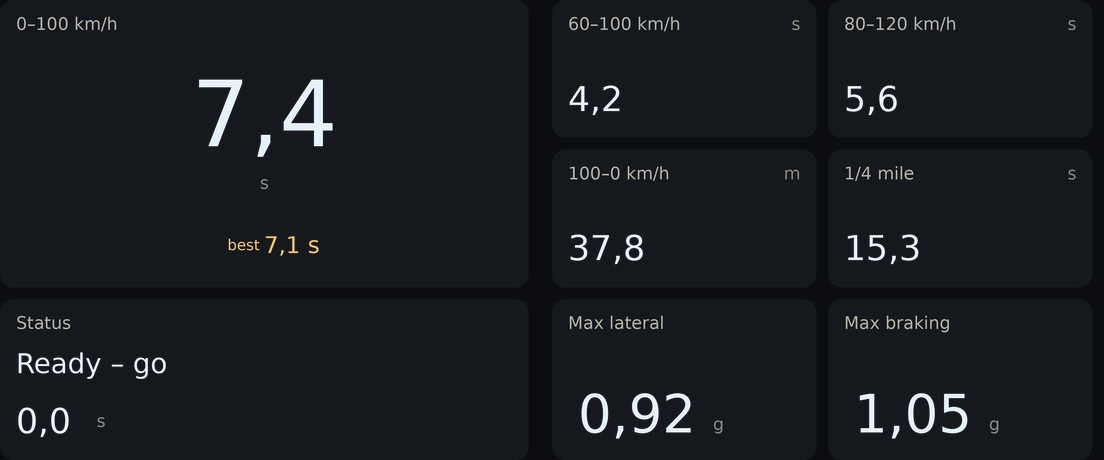 0–100 km/h
7,4
s
best 7,1 s
60–100 km/h s
4,2
80–120 km/h s
5,6
100–0 km/h m
37,8
1/4 mile s
15,3
Status
Ready – go
0,0 s
Max lateral
0,92 g
Max braking
1,05 g